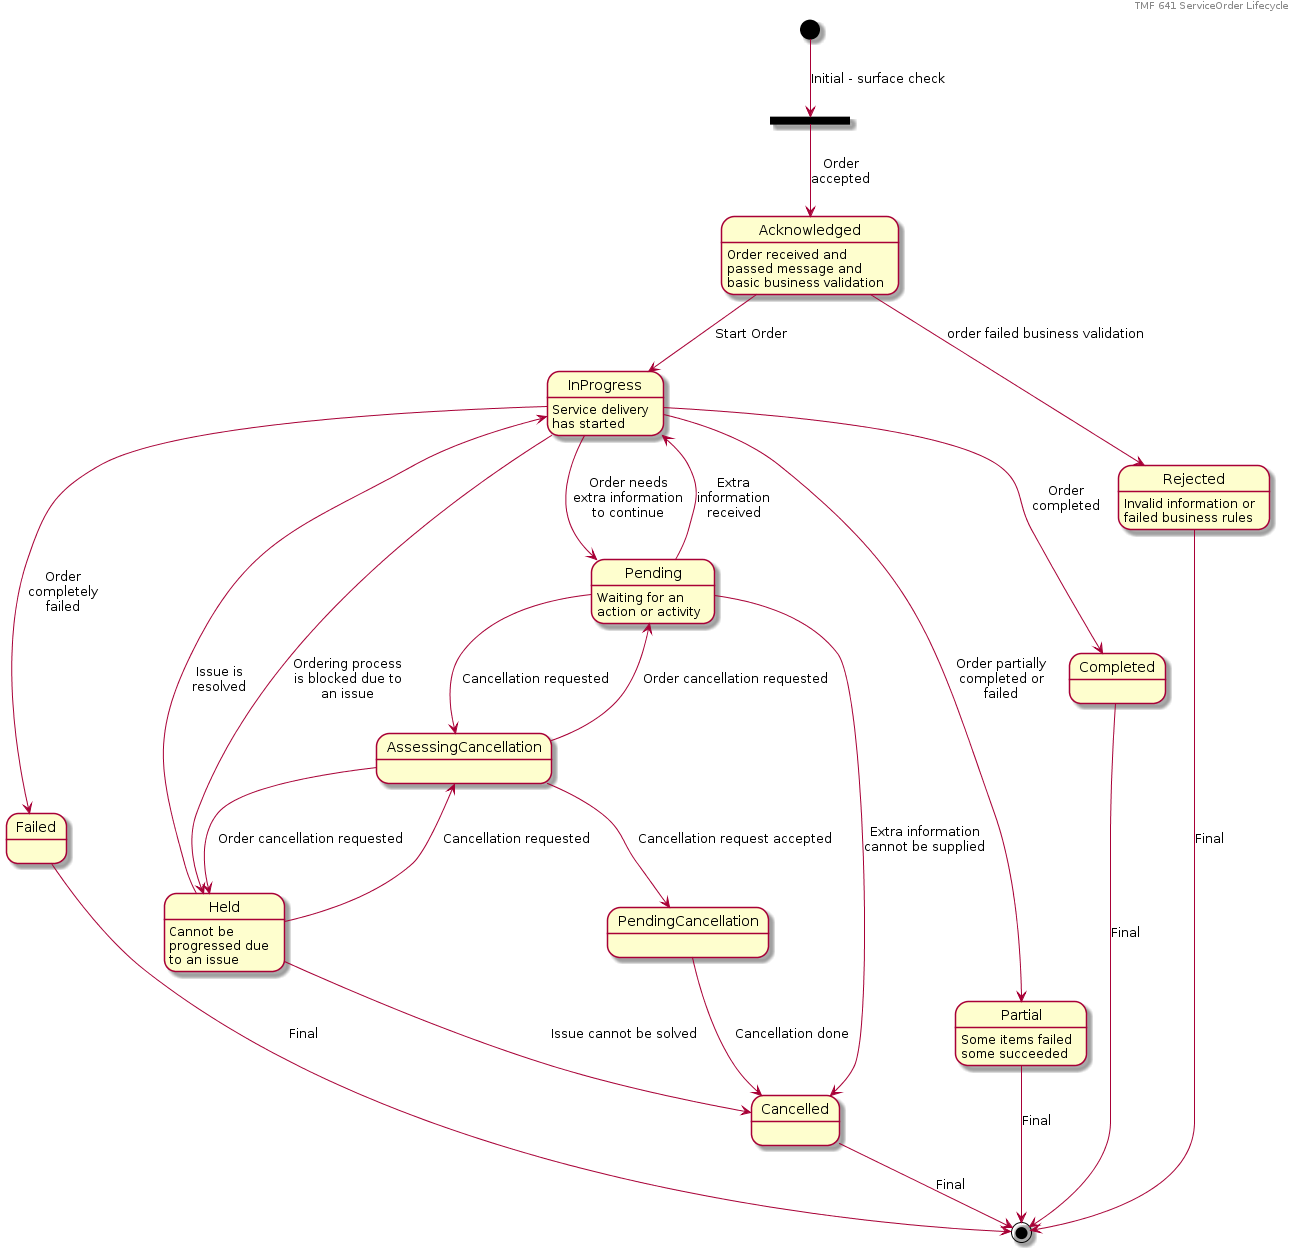 TMF 641 ServiceOrder Lifecycle
Initial - surface check
Order
accepted
Acknowledged
Order received and
passed message and
basic business validation
Start Order
order failed business validation
InProgress
Service delivery
has started
Order needs
extra information
to continue
Extra
information
received
Order
completed
Rejected
Invalid information or
failed business rules
Order
completely
failed
Pending
Waiting for an
action or activity
Issue is
resolved
Ordering process
is blocked due to
an issue
Cancellation requested
Order cancellation requested
Order partially
completed or
failed
Completed
AssessingCancellation
Failed
Order cancellation requested
Cancellation requested
Cancellation request accepted
Extra information
cannot be supplied
Final
Held
Cannot be
progressed due
to an issue
PendingCancellation
Final
Final
Issue cannot be solved
Cancellation done
Partial
Some items failed
some succeeded
Cancelled
Final
Final